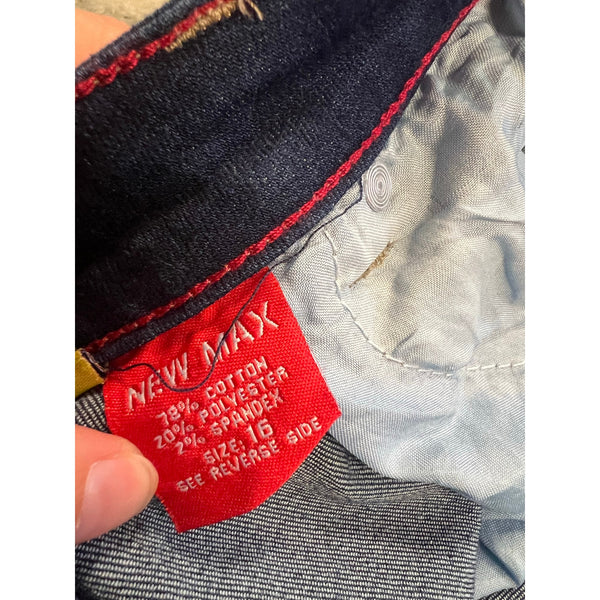 NEW MAX
78% COTTON
20% POLYESTER
2% SPANDEX
SIZE: 16
SEE REVERSE SIDE